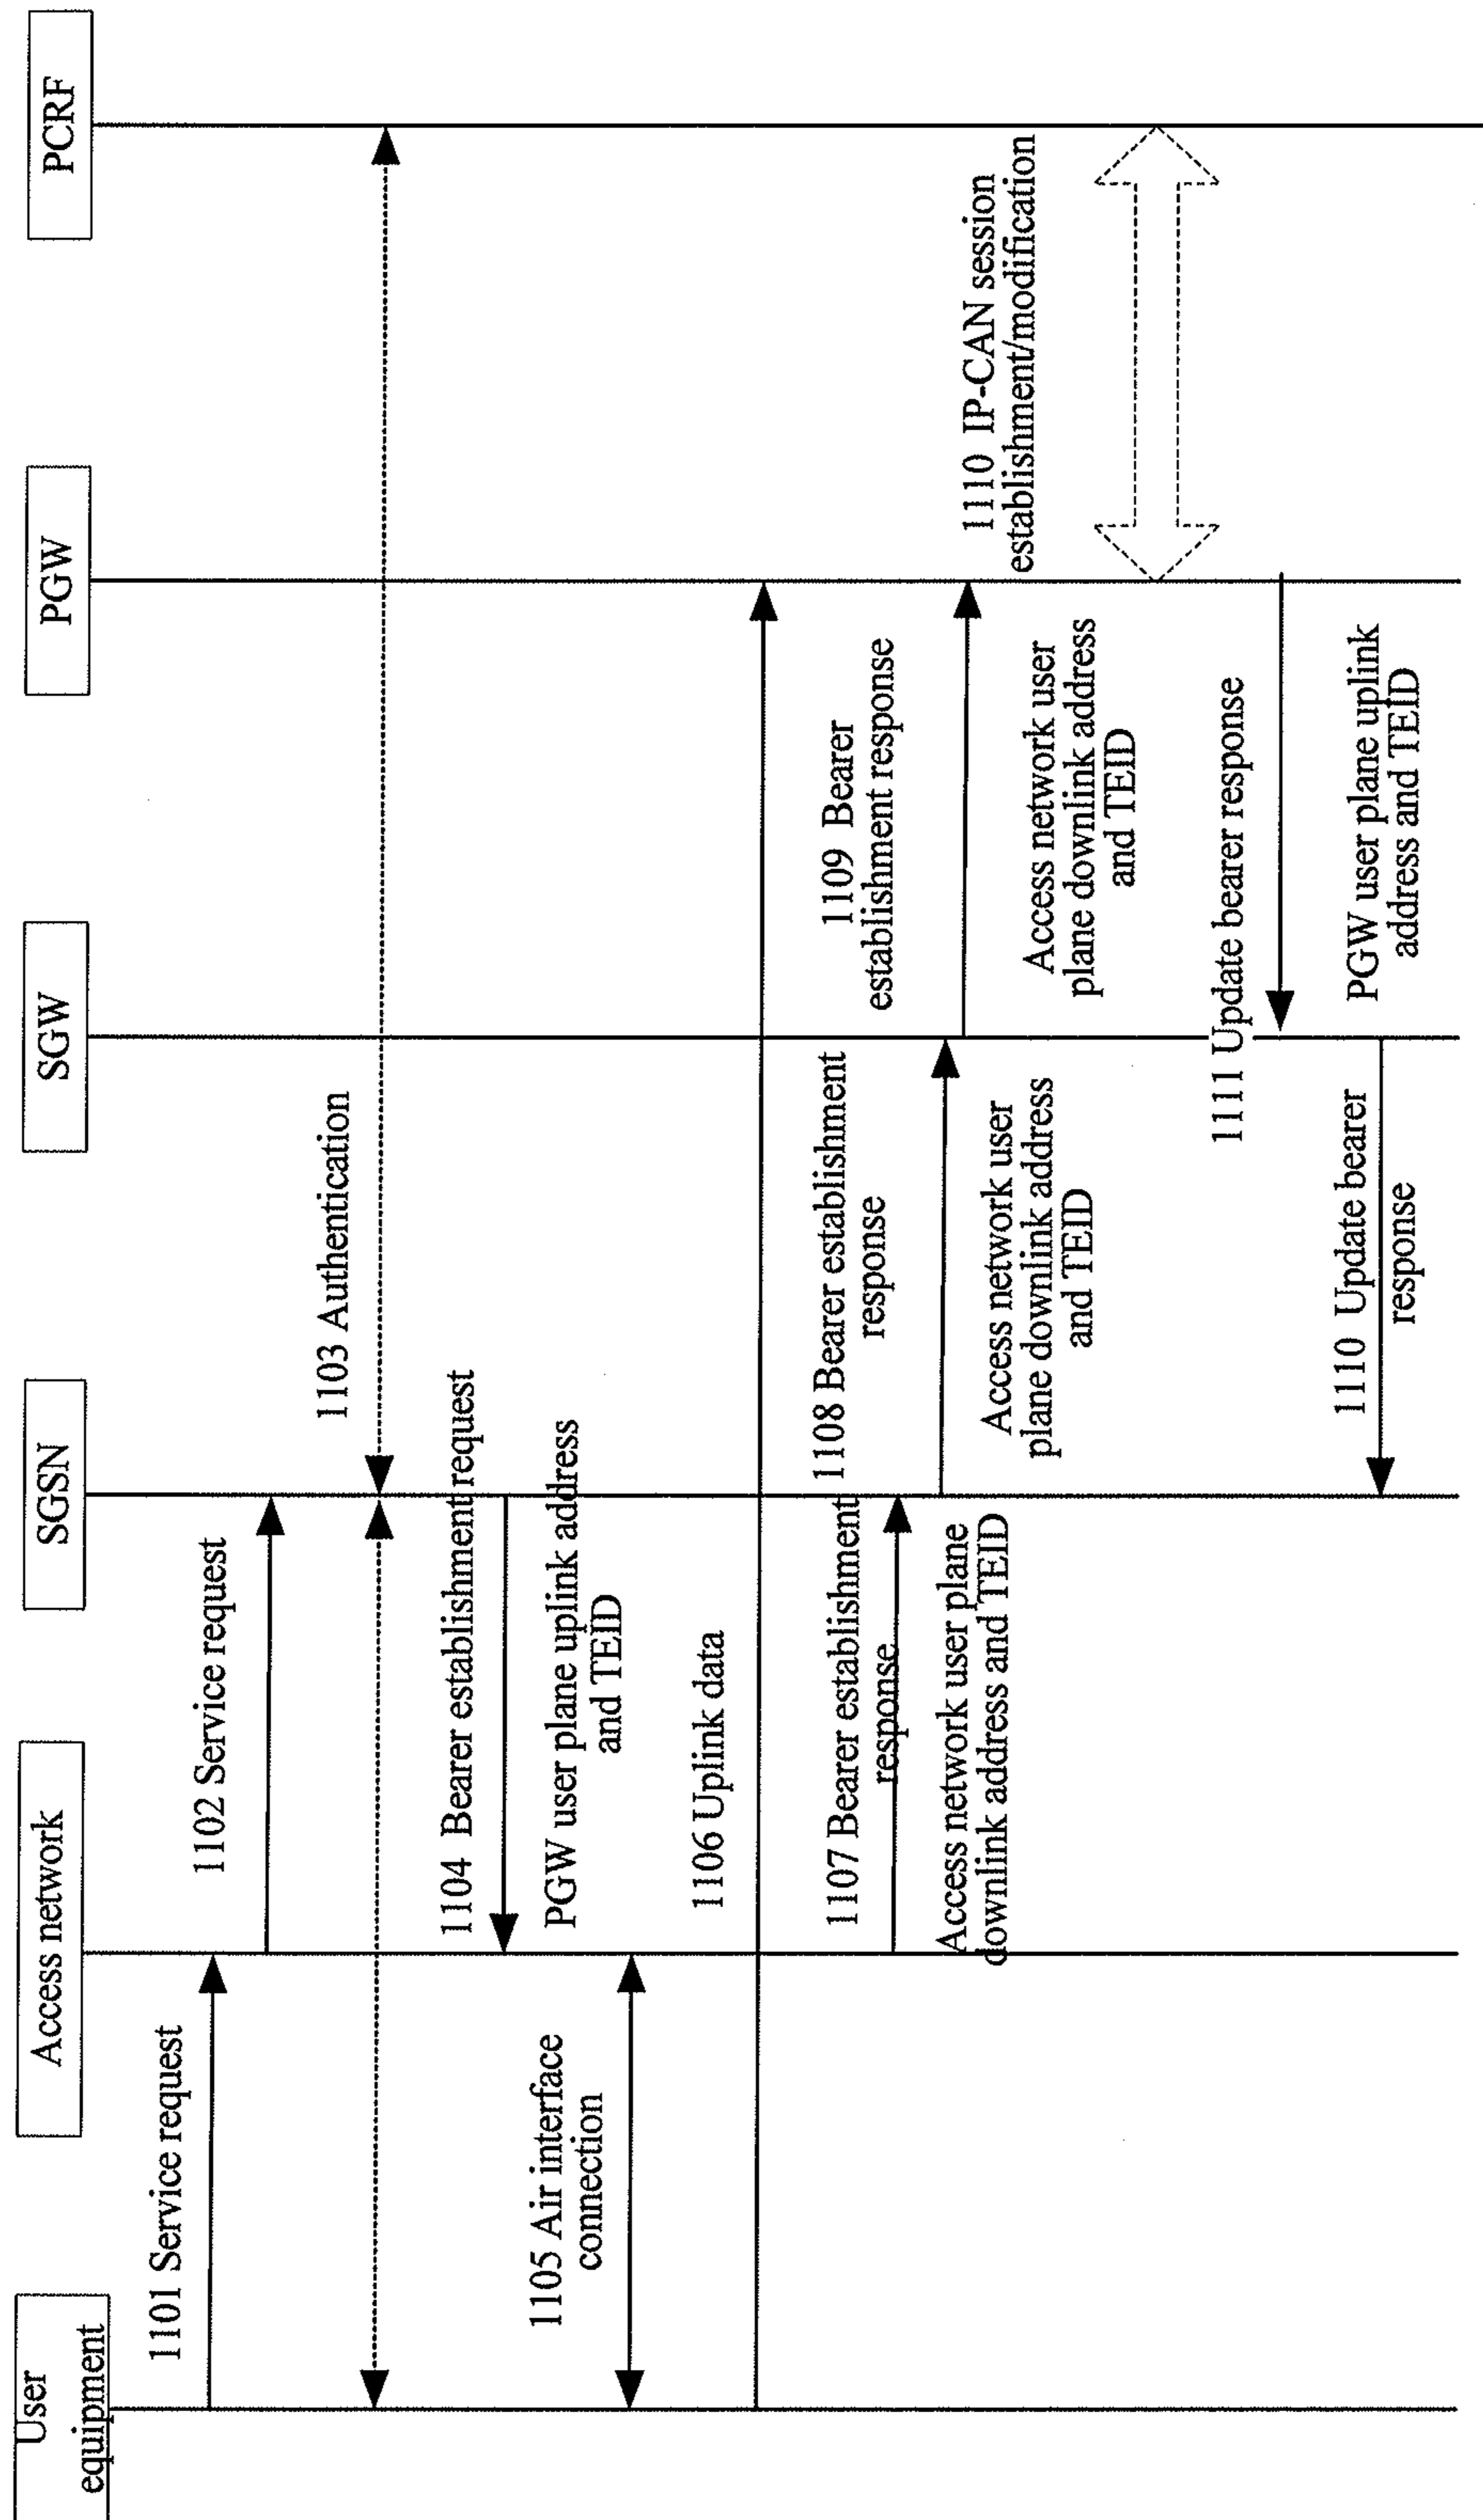 User
equipment
Access network
SGSN
SGW
PGW
PCRF
1101 Service request
1102 Service request
1103 Authentication
1104 Bearer establishment request
PGW user plane uplink address
and TEID
1105 Air interface
connection
1106 Uplink data
1107 Bearer establishment
response
Access network user plane
downlink address and TEID
1108 Bearer establishment
response
Access network user
plane downlink address
and TEID
1109 Bearer
establishment response
Access network user
plane downlink address
and TEID
1110 IP-CAN session
establishment/modification
1111 Update bearer response
PGW user plane uplink
address and TEID
1110 Update bearer
response